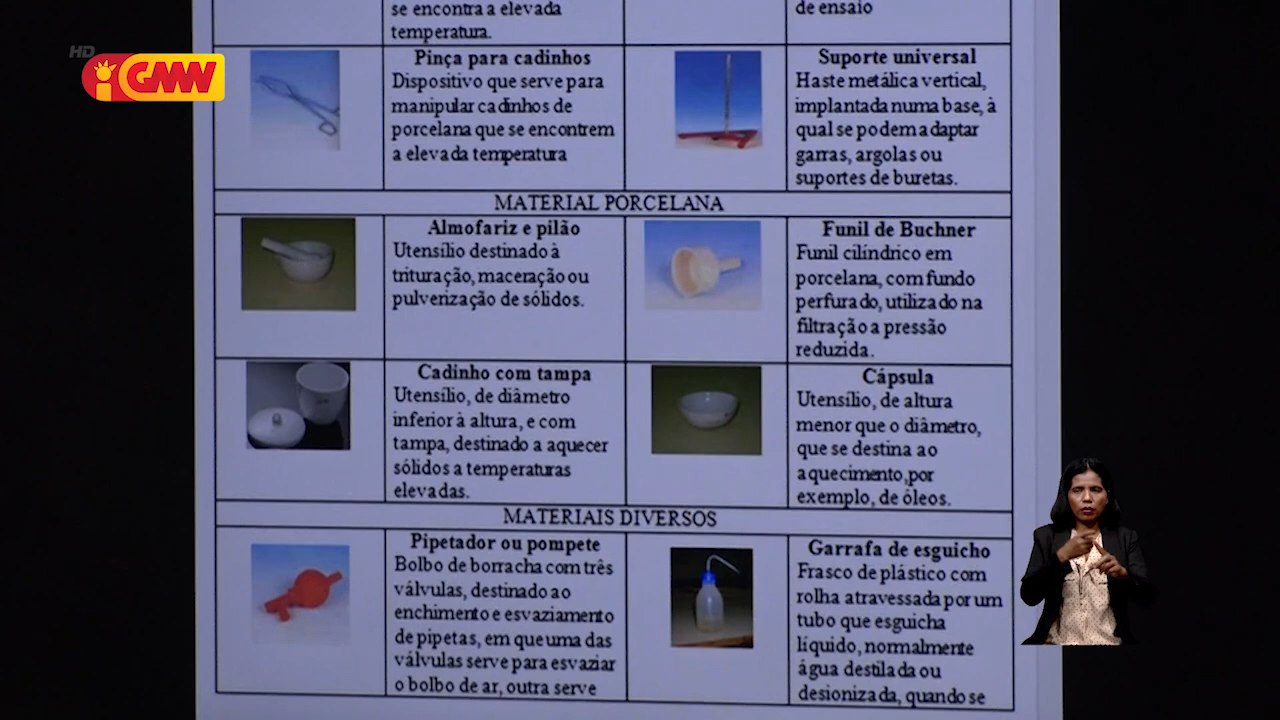 HD
GMN
se encontra a elevada
temperatura.
de ensaio
Pinça para cadinhos
Dispositivo que serve para
manipular cadinhos de
porcelana que se encontrem
a elevada temperatura
Suporte universal
Haste metálica vertical,
implantada numa base, à
qual se podem adaptar
garras, argolas ou
suportes de buretas.
MATERIAL PORCELANA
Almofariz e pilão
Utensílio destinado à
trituração, maceração ou
pulverização de sólidos.
Funil de Buchner
Funil cilíndrico em
porcelana, com fundo
perfurado, utilizado na
filtração a pressão
reduzida.
Cadinho com tampa
Utensílio, de diâmetro
inferior à altura, e com
tampa, destinado a aquecer
sólidos a temperaturas
elevadas.
Cápsula
Utensílio, de altura
menor que o diâmetro,
que se destina ao
aquecimento,por
exemplo, de óleos.
MATERIAIS DIVERSOS
Pipetador ou pompete
Bolbo de borracha com três
válvulas, destinado ao
enchimento e esvaziamento
de pipetas, em que uma das
válvulas serve para esvaziar
o bolbo de ar, outra serve
Garrafa de esguicho
Frasco de plástico com
rolha atravessada por um
tubo que esguicha
líquido, normalmente
água destilada ou
desionizada, quando se